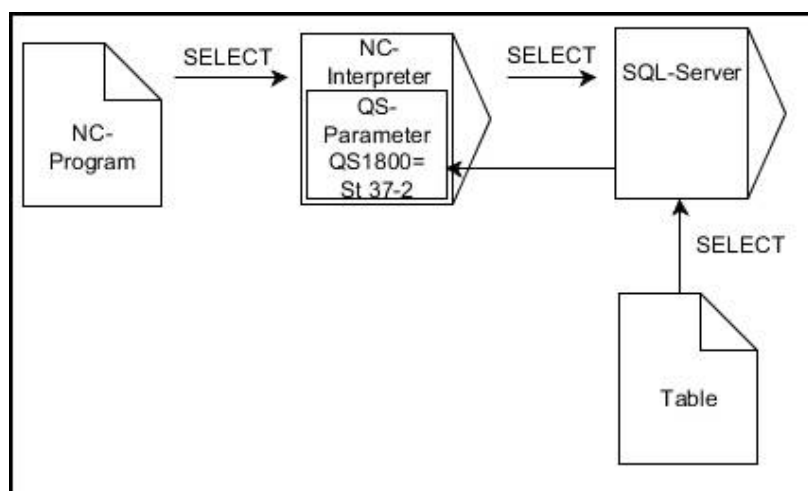 NC-
Program
SELECT
NC-
Interpreter
QS-
Parameter
QS1800=
St 37-2
SELECT
SQL-Server
SELECT
Table